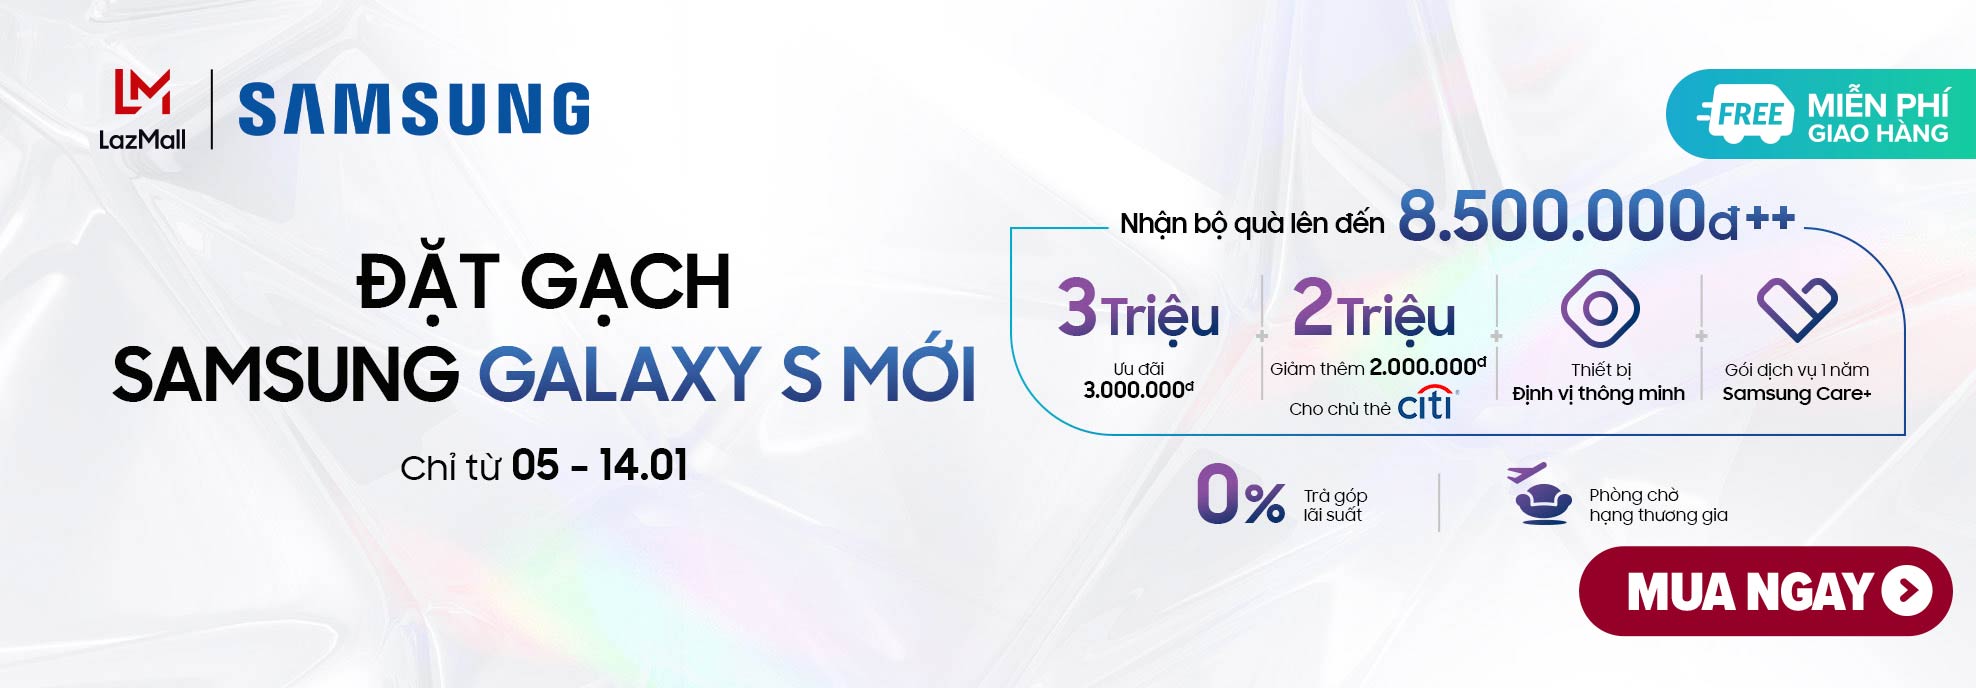 LM
LazMall
SAMSUNG
FREE
MIỄN PHÍ
GIAO HÀNG
ĐẶT GẠCH
SAMSUNG GALAXY S MỚI
Chỉ từ 05 - 14.01
Nhận bộ quà lên đến 8.500.000đ++
3 Triệu
Ưu đãi
3.000.000đ
+
2 Triệu
Giảm thêm 2.000.000đ
Cho chủ thẻ citi®
+
Thiết bị
Định vị thông minh
+
Gói dịch vụ 1 năm
Samsung Care+
0%
Trả góp
lãi suất
Phòng chờ
hạng thương gia
MUA NGAY